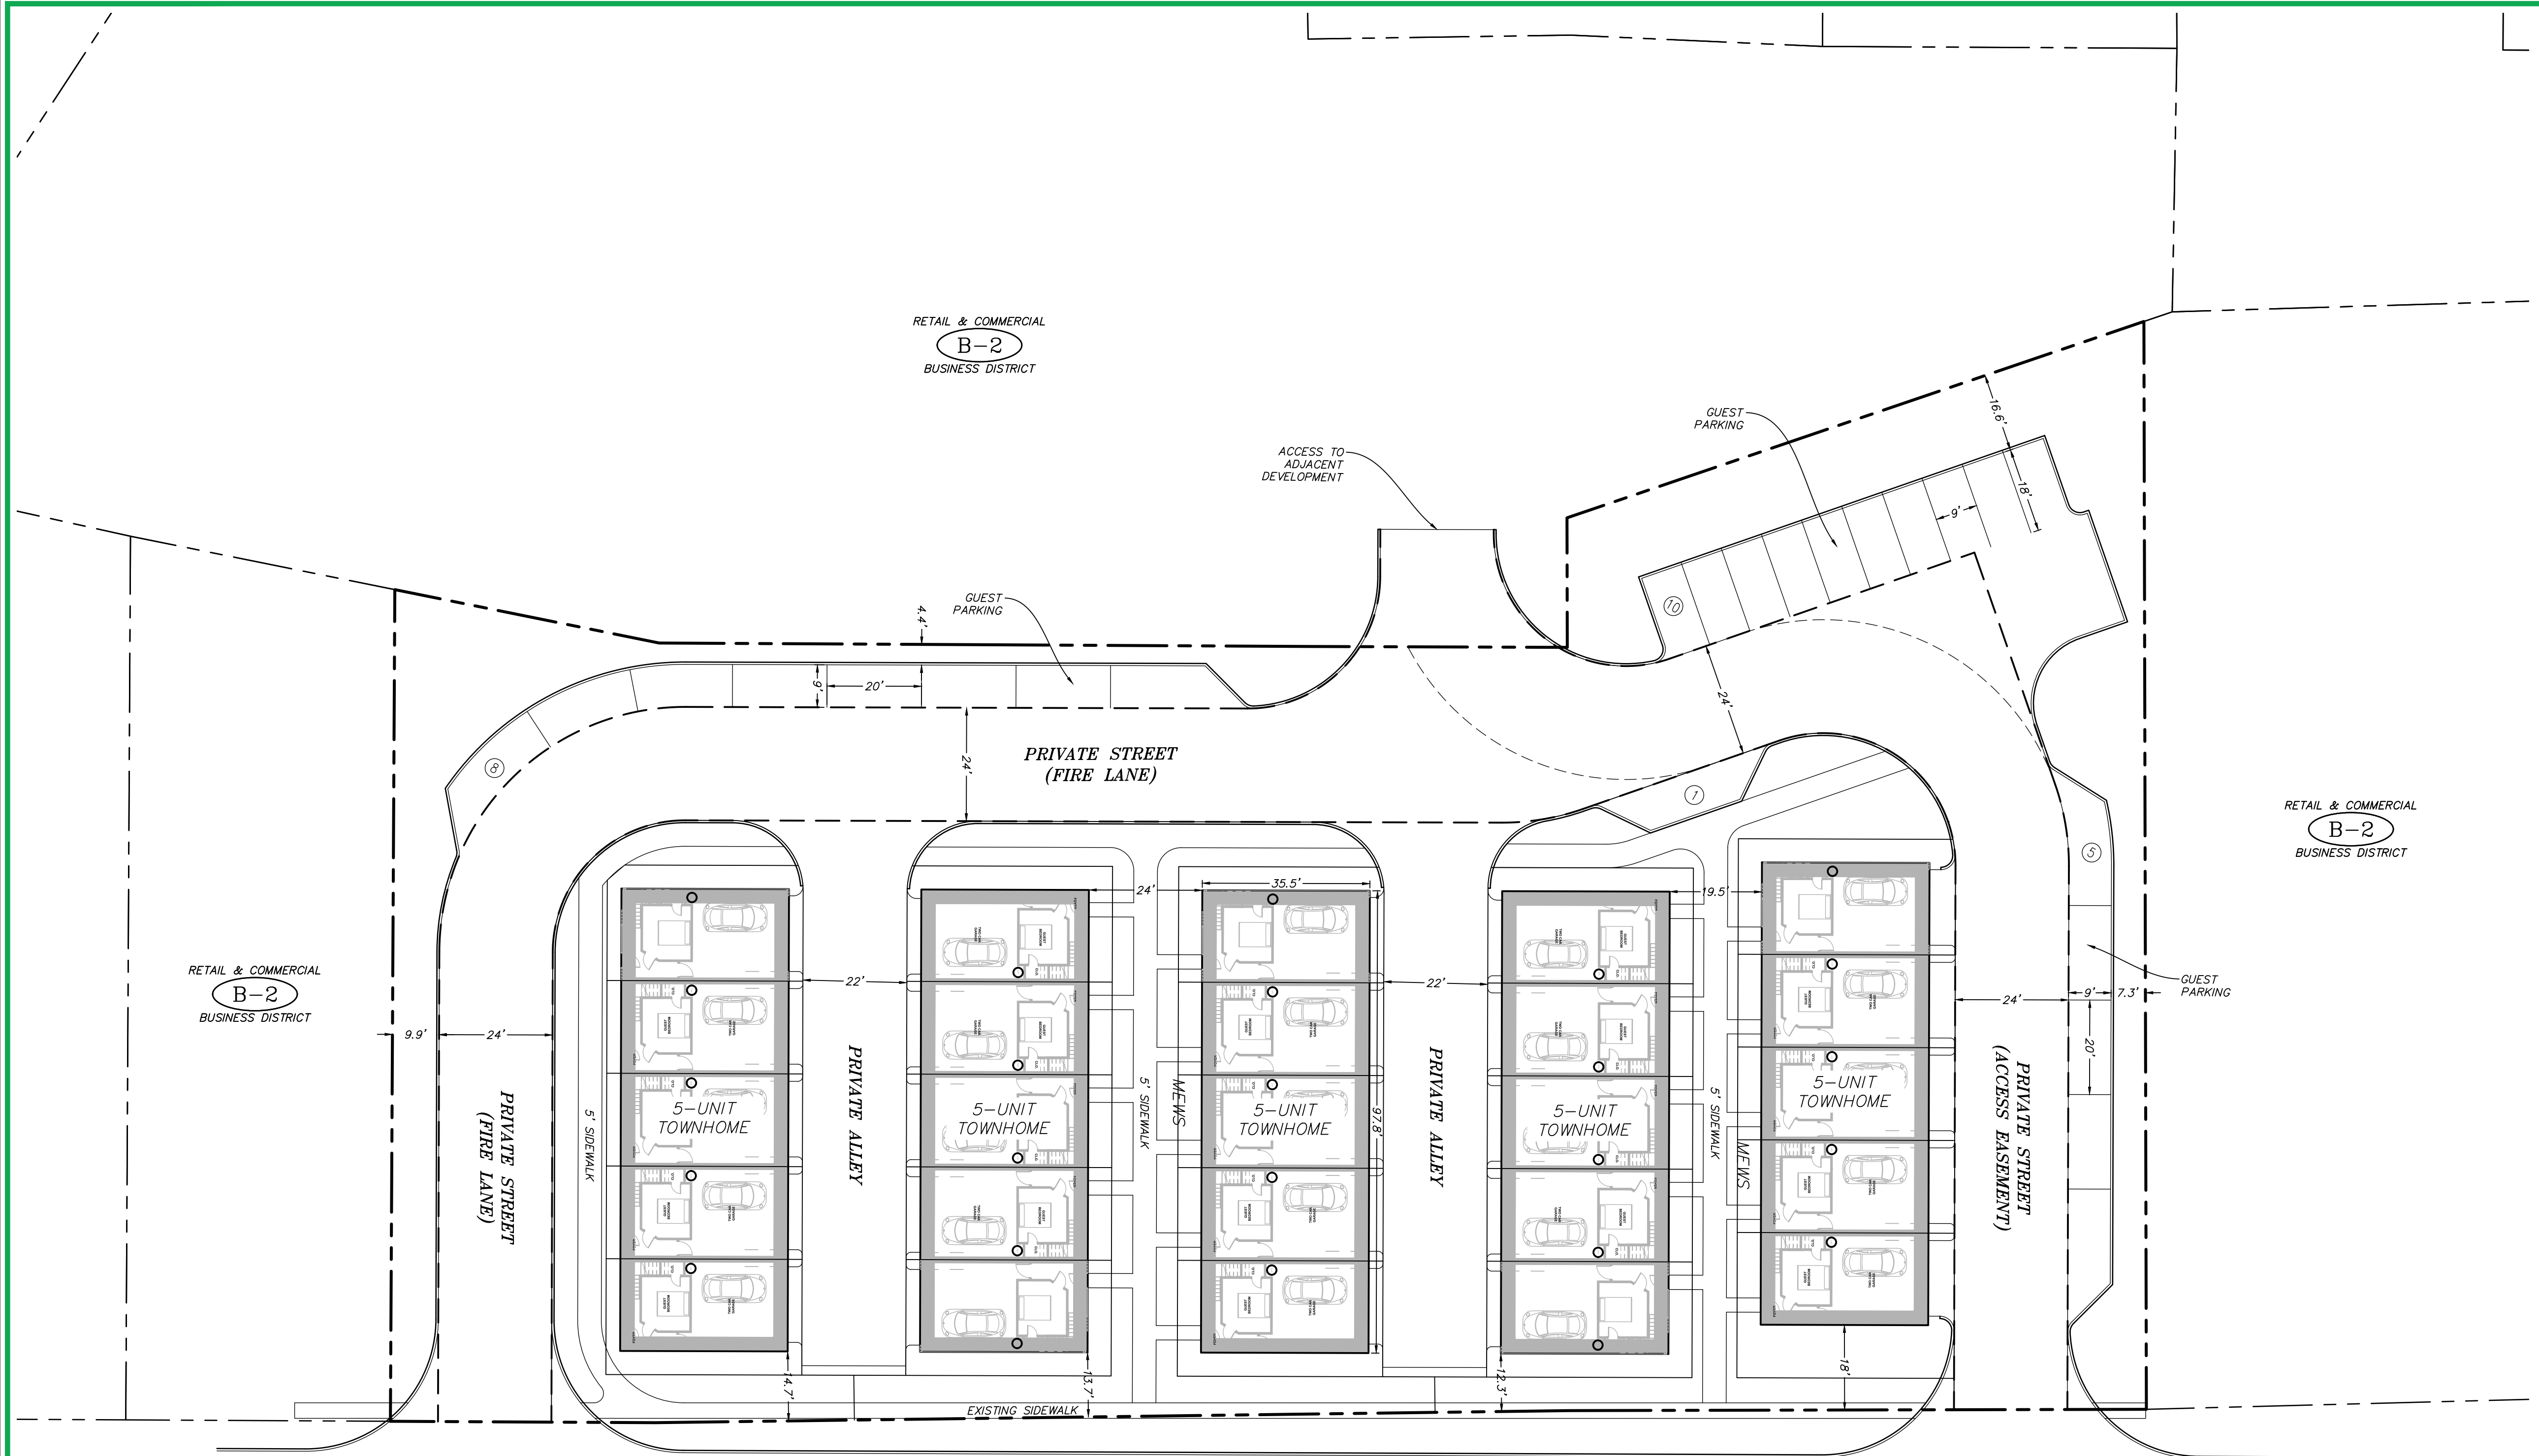 RETAIL & COMMERCIAL
B-2
BUSINESS DISTRICT
GUEST
PARKING
16.6'
18'
9'
ACCESS TO
ADJACENT
DEVELOPMENT
GUEST
PARKING
4.4'
10
9'
20'
24'
24'
8
PRIVATE STREET
(FIRE LANE)
1
5
RETAIL & COMMERCIAL
B-2
BUSINESS DISTRICT
24'
35.5'
19.5'
RETAIL & COMMERCIAL
B-2
BUSINESS DISTRICT
22'
22'
GUEST
PARKING
9.9'
24'
24'
9'
7.3'
20'
PRIVATE STREET
(FIRE LANE)
5' SIDEWALK
5-UNIT
TOWNHOME
PRIVATE ALLEY
5-UNIT
TOWNHOME
5' SIDEWALK
MEWS
5-UNIT
TOWNHOME
97.8'
PRIVATE ALLEY
5-UNIT
TOWNHOME
5' SIDEWALK
MEWS
5-UNIT
TOWNHOME
PRIVATE STREET
(ACCESS EASEMENT)
14.7'
13.7'
12.3'
18'
EXISTING SIDEWALK